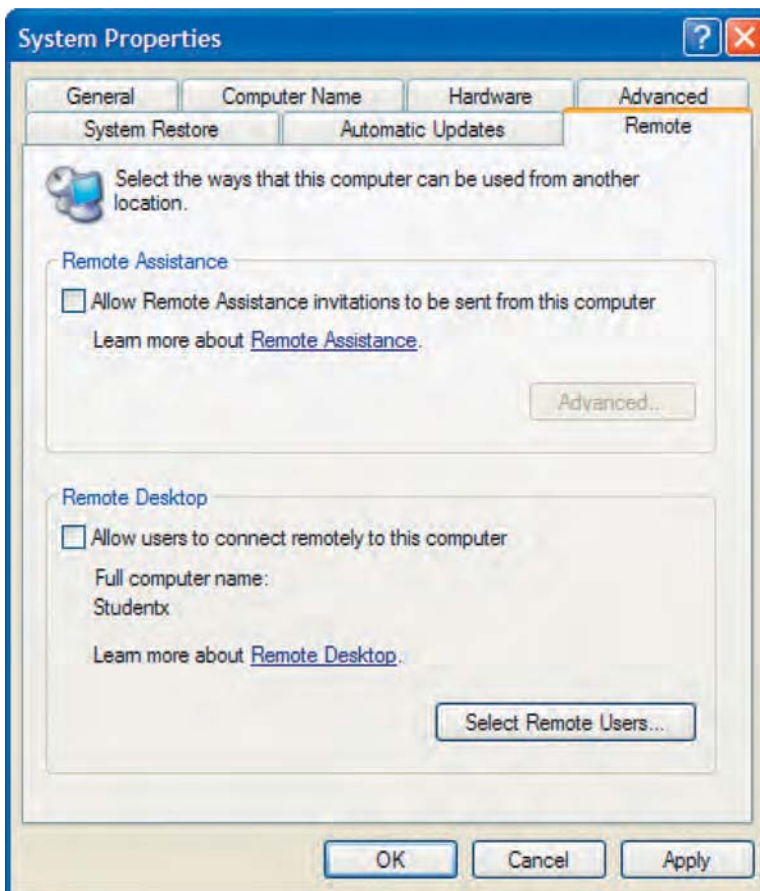 System Properties
General
Computer Name
Hardware
Advanced
System Restore
Automatic Updates
Remote
Select the ways that this computer can be used from another
location.
Remote Assistance
Allow Remote Assistance invitations to be sent from this computer
Learn more about Remote Assistance.
Advanced...
Remote Desktop
Allow users to connect remotely to this computer
Full computer name:
Studentx
Learn more about Remote Desktop.
Select Remote Users...
OK
Cancel
Apply